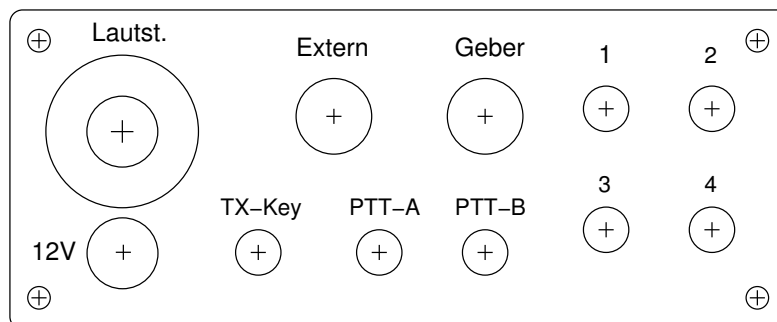 Lautst.
Extern
Geber
1
2
3
4
TX−Key
PTT−A
PTT−B
12V